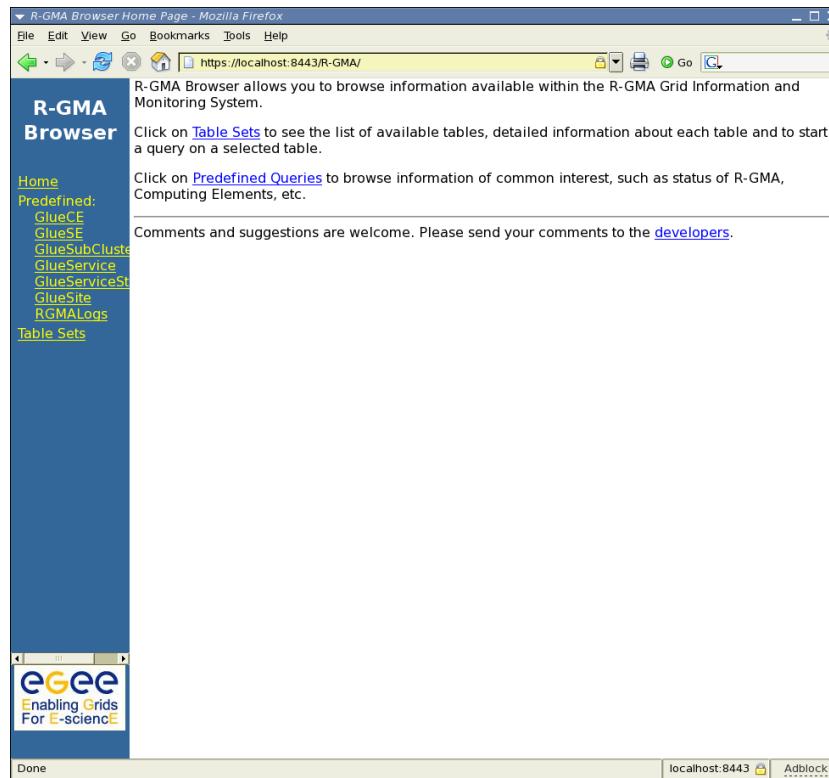 R-GMA Browser Home Page - Mozilla Firefox
File Edit View Go Bookmarks Tools Help
https://localhost:8443/R-GMA/ Go G
R-GMA
Browser
Home
Predefined:
GlueCE
GlueSE
GlueSubCluste
GlueService
GlueServiceSt
GlueSite
RGMALogs
Table Sets
egee
Enabling Grids
For E-sciencE
R-GMA Browser allows you to browse information available within the R-GMA Grid Information and
Monitoring System.
Click on Table Sets to see the list of available tables, detailed information about each table and to start
a query on a selected table.
Click on Predefined Queries to browse information of common interest, such as status of R-GMA,
Computing Elements, etc.
Comments and suggestions are welcome. Please send your comments to the developers.
Done localhost:8443 Adblock